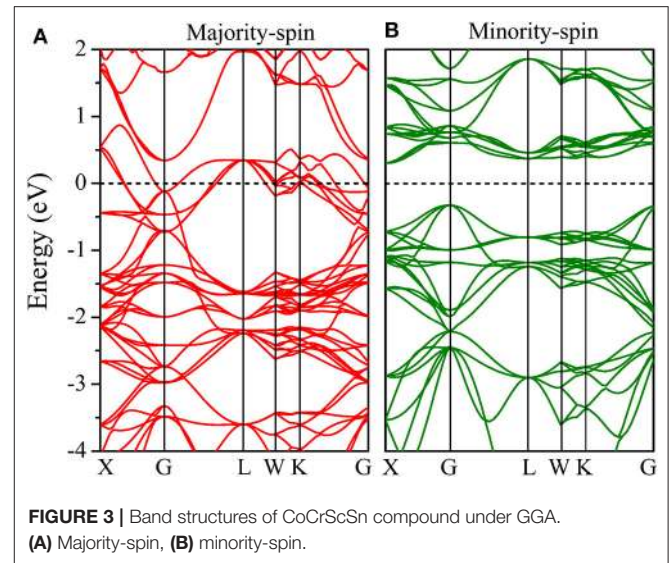 A
Majority-spin
B
Minority-spin
2
1
0
-1
-2
-3
-4
Energy (eV)
X G L W K G
X G L W K G
FIGURE 3 | Band structures of CoCrScSn compound under GGA.
(A) Majority-spin, (B) minority-spin.